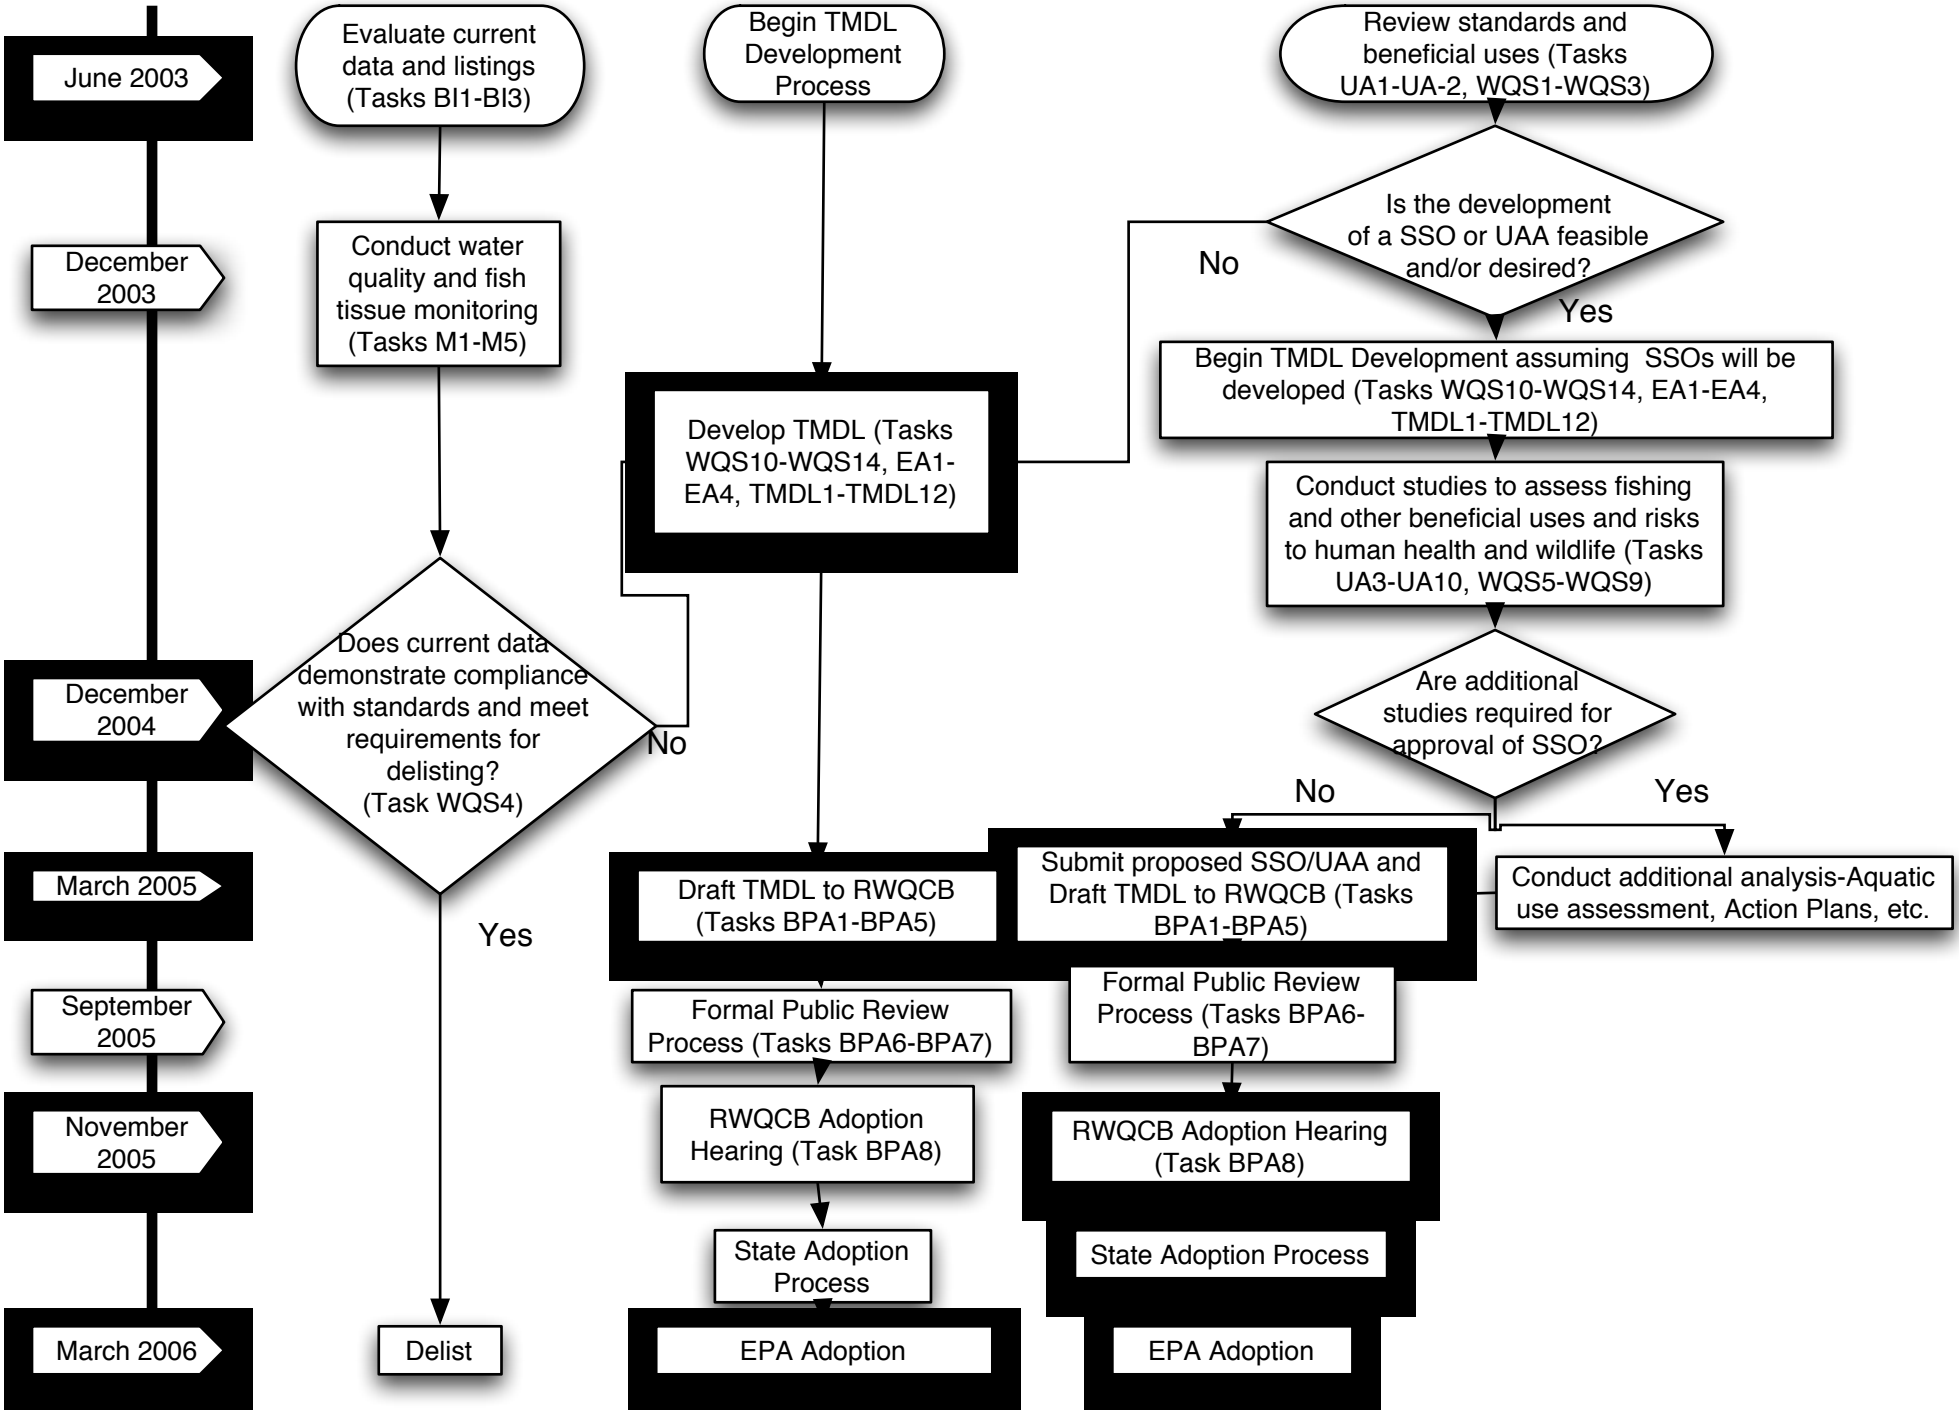 June 2003
December
2003
December
2004
March 2005
September
2005
November
2005
March 2006
Evaluate current
data and listings
(Tasks BI1-BI3)
Conduct water
quality and fish
tissue monitoring
(Tasks M1-M5)
Does current data
demonstrate compliance
with standards and meet
requirements for
delisting?
(Task WQS4)
No
Yes
Delist
Begin TMDL
Development
Process
Develop TMDL (Tasks
WQS10-WQS14, EA1-
EA4, TMDL1-TMDL12)
Draft TMDL to RWQCB
(Tasks BPA1-BPA5)
Formal Public Review
Process (Tasks BPA6-BPA7)
RWQCB Adoption
Hearing (Task BPA8)
State Adoption
Process
EPA Adoption
Review standards and
beneficial uses (Tasks
UA1-UA-2, WQS1-WQS3)
Is the development
of a SSO or UAA feasible
and/or desired?
No
Yes
Begin TMDL Development assuming  SSOs will be
developed (Tasks WQS10-WQS14, EA1-EA4,
TMDL1-TMDL12)
Conduct studies to assess fishing
and other beneficial uses and risks
to human health and wildlife (Tasks
UA3-UA10, WQS5-WQS9)
Are additional
studies required for
approval of SSO?
No
Yes
Submit proposed SSO/UAA and
Draft TMDL to RWQCB (Tasks
BPA1-BPA5)
Conduct additional analysis-Aquatic
use assessment, Action Plans, etc.
Formal Public Review
Process (Tasks BPA6-
BPA7)
RWQCB Adoption Hearing
(Task BPA8)
State Adoption Process
EPA Adoption